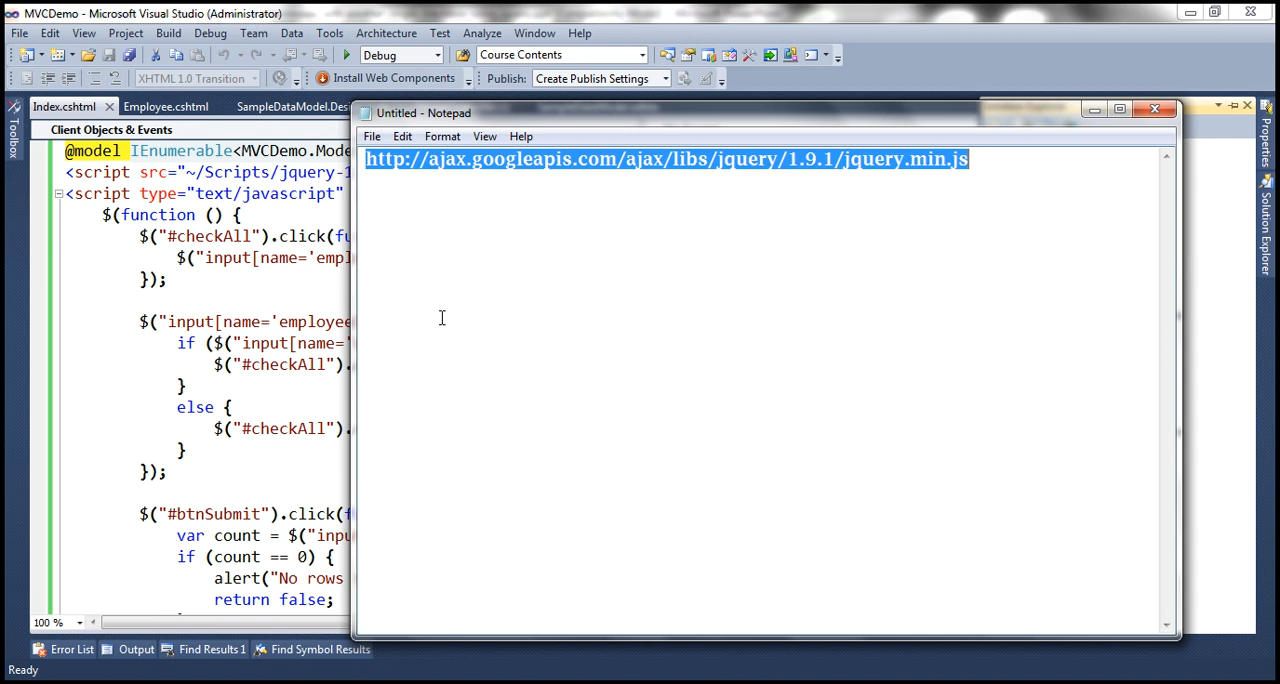 MVCDemo - Microsoft Visual Studio (Administrator)
File Edit View Project Build Debug Team Data Tools Architecture Test Analyze Window Help
Debug Course Contents
XHTML 1.0 Transition Install Web Components Publish: Create Publish Settings
Index.cshtml Employee.cshtml SampleDataModel.Desi
Client Objects & Events
Toolbox
Properties
Solution Explorer
Untitled - Notepad
File Edit Format View Help
http://ajax.googleapis.com/ajax/libs/jquery/1.9.1/jquery.min.js
@model IEnumerable<MVCDemo.Mode
<script src="~/Scripts/jquery-1
<script type="text/javascript"
$(function () {
$("#checkAll").click(fu
$("input[name='empl
});
$("input[name='employee
if ($("input[name='
$("#checkAll").
}
else {
$("#checkAll").
}
});
$("#btnSubmit").click(f
var count = $("inpu
if (count == 0) {
alert("No rows
return false;
100 %
Error List Output Find Results 1 Find Symbol Results
Ready